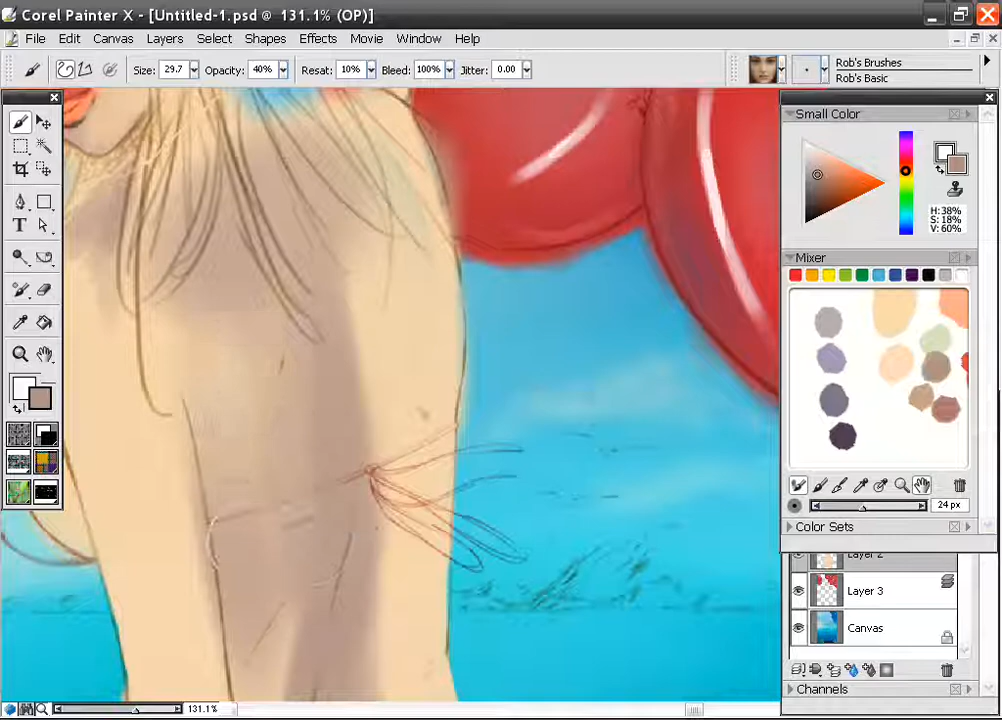 Corel Painter X - [Untitled-1.psd @ 131.1% (OP)]
File Edit Canvas Layers Select Shapes Effects Movie Window Help
Size: 29.7 Opacity: 40% Resat: 10% Bleed: 100% Jitter: 0.00
Rob's Brushes
Rob's Basic
Small Color
H:38%
S:18%
V:60%
Mixer
T
24 px
Color Sets
Layer 2
Layer 3
Canvas
Channels
131.1%